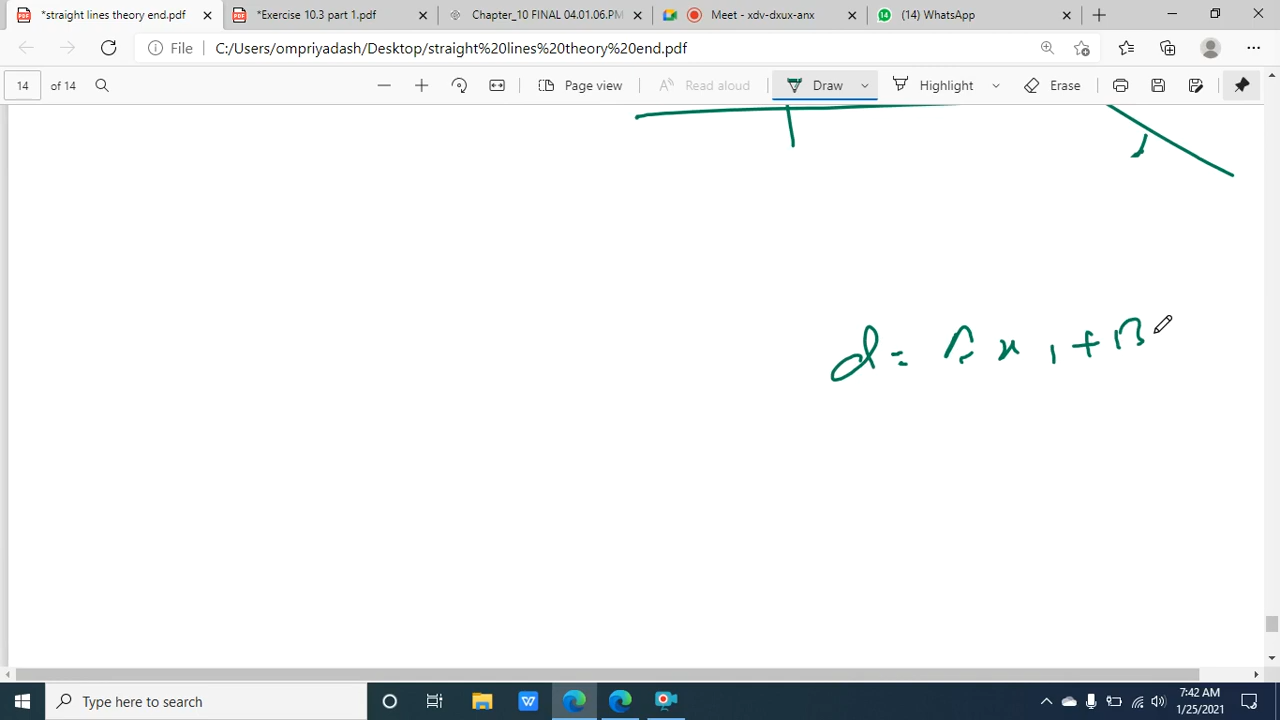 *straight lines theory end.pdf
*Exercise 10.3 part 1.pdf
Chapter_10 FINAL 04.01.06.PM
Meet - xdv-dxux-anx
(14) WhatsApp
File
C:/Users/ompriyadash/Desktop/straight%20lines%20theory%20end.pdf
14 of 14
Page view
Read aloud
Draw
Highlight
Erase
d = A x 1 + B
Type here to search
7:42 AM
1/25/2021